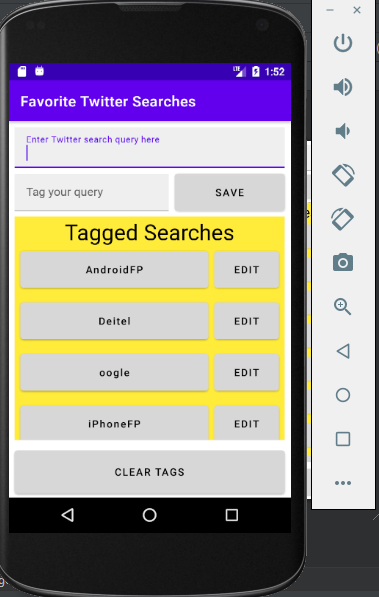 LTE 1:52
Favorite Twitter Searches
Enter Twitter search query here
Tag your query SAVE
Tagged Searches
AndroidFP EDIT
Deitel EDIT
oogle EDIT
iPhoneFP EDIT
CLEAR TAGS